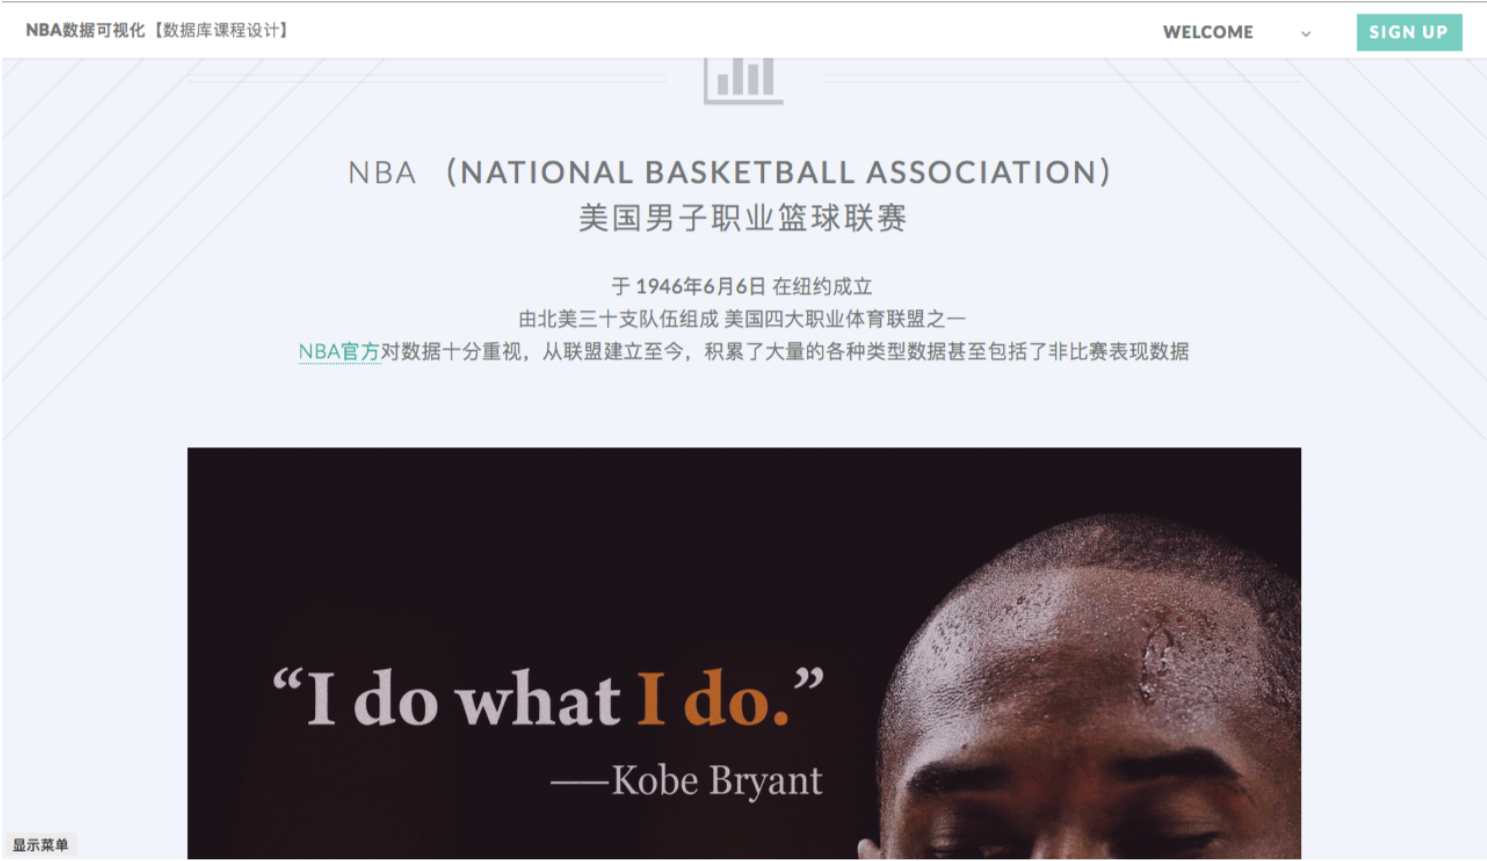 NBA数据可视化【数据库课程设计】
WELCOME
SIGN UP
NBA （NATIONAL BASKETBALL ASSOCIATION）
美国男子职业篮球联赛
于 1946年6月6日 在纽约成立
由北美三十支队伍组成 美国四大职业体育联盟之一
NBA官方对数据十分重视，从联盟建立至今，积累了大量的各种类型数据甚至包括了非比赛表现数据
“I do what I do.”
——Kobe Bryant
显示菜单